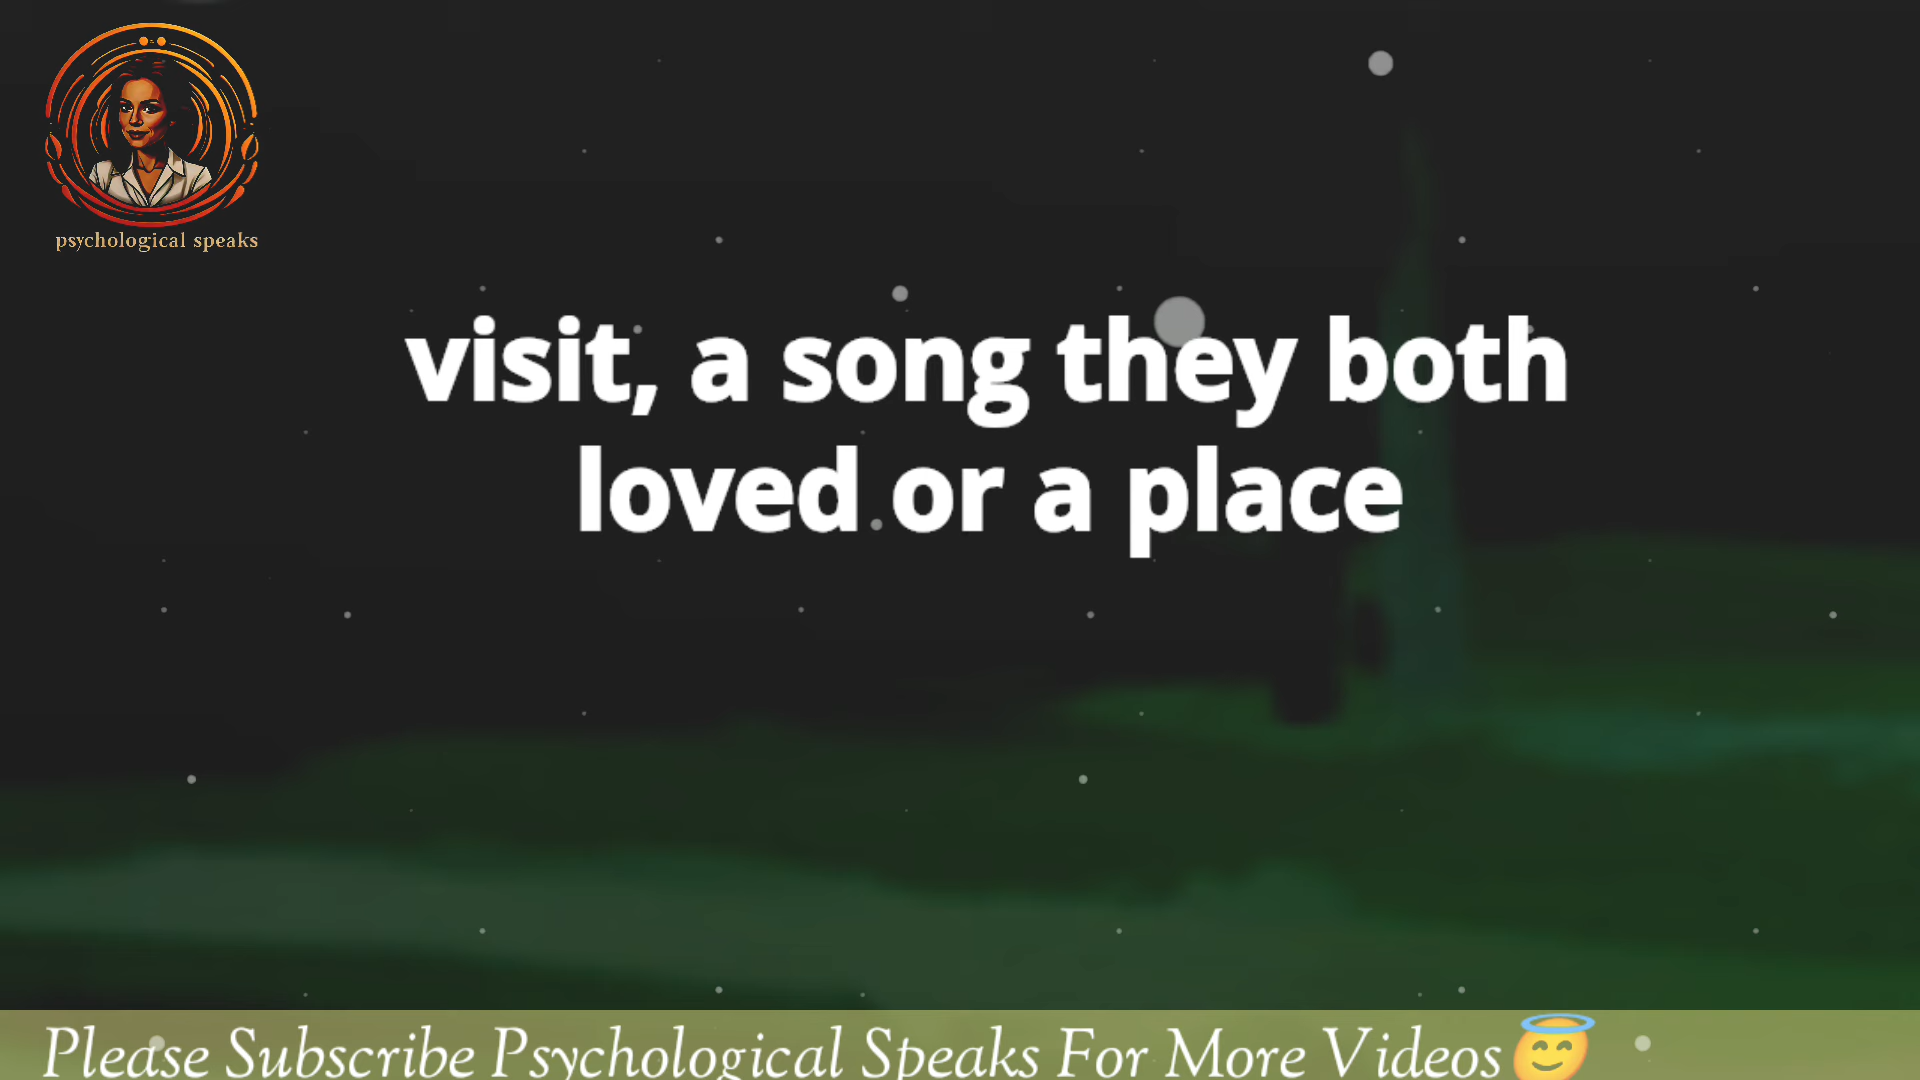 psychological speaks
visit, a song they both
loved or a place
Please Subscribe Psychological Speaks For More Videos😇